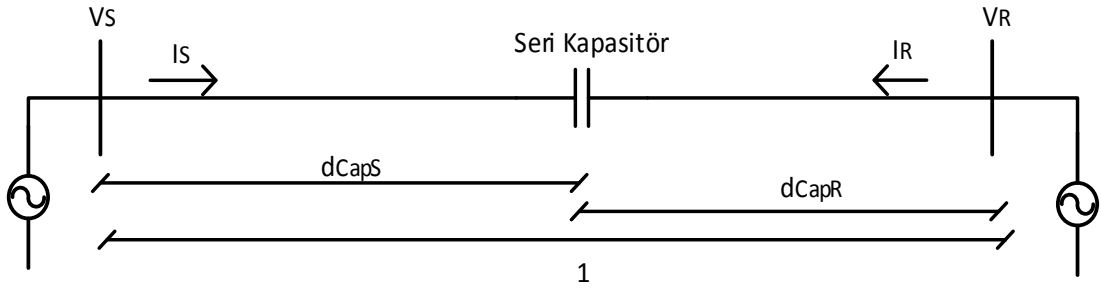 VS
VR
IS
Seri Kapasitör
IR
dCapS
dCapR
1